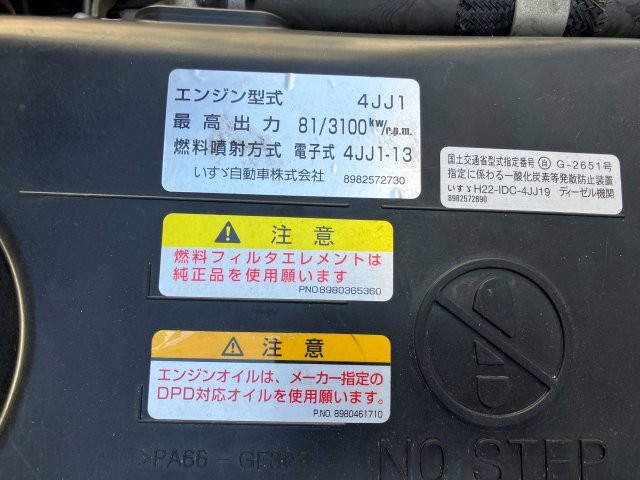 エンジン型式 4JJ1
最高出力 81/3100kw/r.p.m.
燃料噴射方式 電子式 4JJ1-13
いすゞ自動車株式会社 8982572730
国土交通省型式指定番号 自 G-2651号
指定に係わる一酸化炭素等発散防止装置
いすゞ H22-IDC-4JJ19 ディーゼル機関
8982572690
注意
燃料フィルタエレメントは
純正品を使用願います
PNO.8980365360
注意
エンジンオイルは、メーカー指定の
DPD対応オイルを使用願います。
P.NO. 8980461710
>PA66-
NO STEP